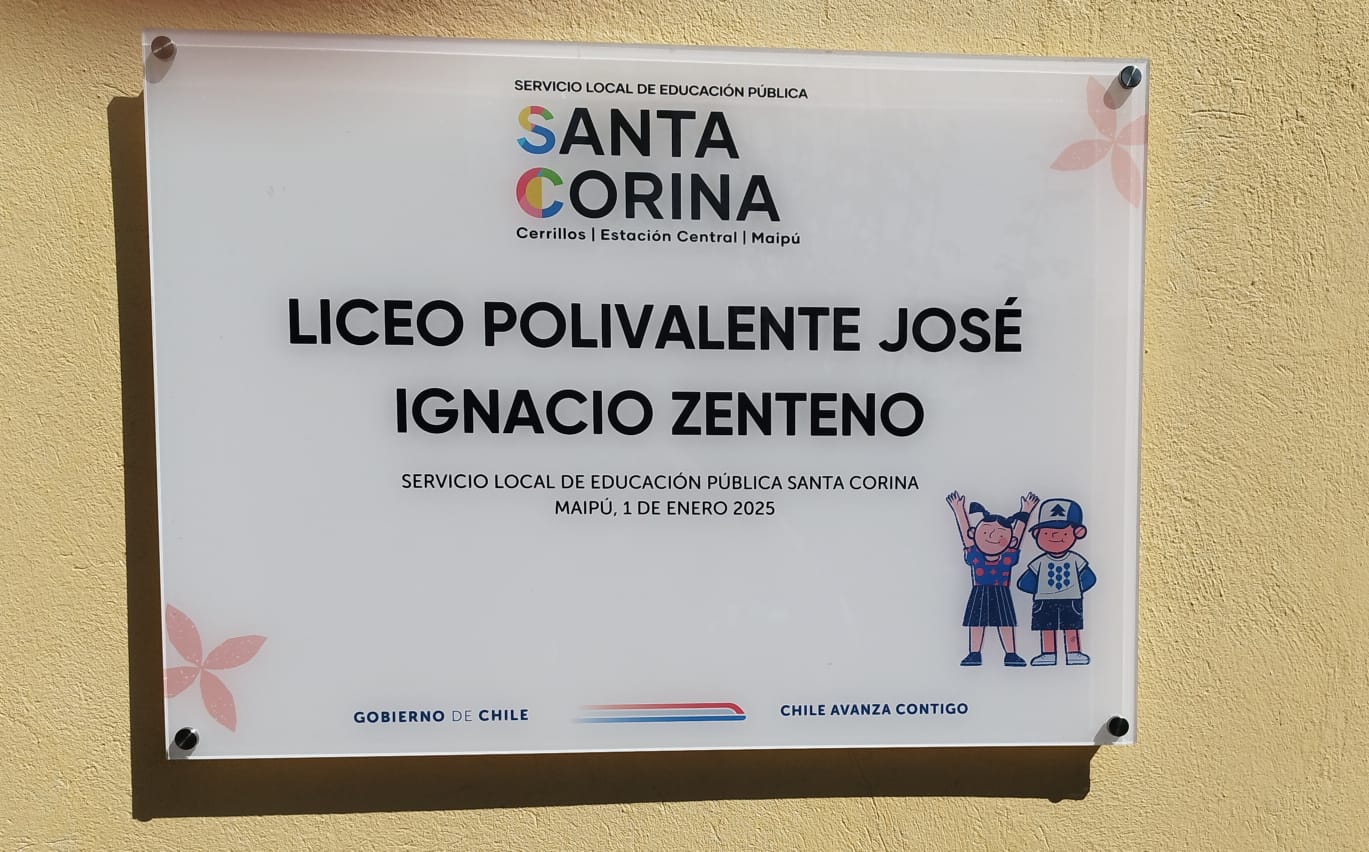 SERVICIO LOCAL DE EDUCACIÓN PÚBLICA
SANTA
CORINA
Cerrillos | Estación Central | Maipú
LICEO POLIVALENTE JOSÉ
IGNACIO ZENTENO
SERVICIO LOCAL DE EDUCACIÓN PÚBLICA SANTA CORINA
MAIPÚ, 1 DE ENERO 2025
GOBIERNO DE CHILE
CHILE AVANZA CONTIGO